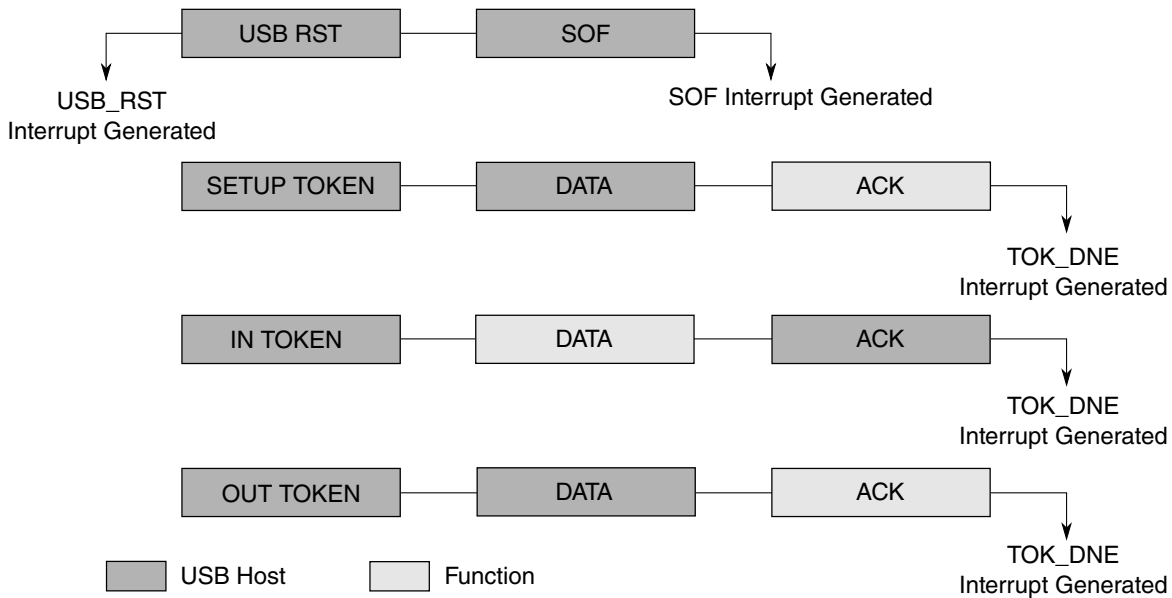 USB RST
SOF
USB_RST
Interrupt Generated
SOF Interrupt Generated
SETUP TOKEN
DATA
ACK
TOK_DNE
Interrupt Generated
IN TOKEN
DATA
ACK
TOK_DNE
Interrupt Generated
OUT TOKEN
DATA
ACK
TOK_DNE
Interrupt Generated
USB Host
Function